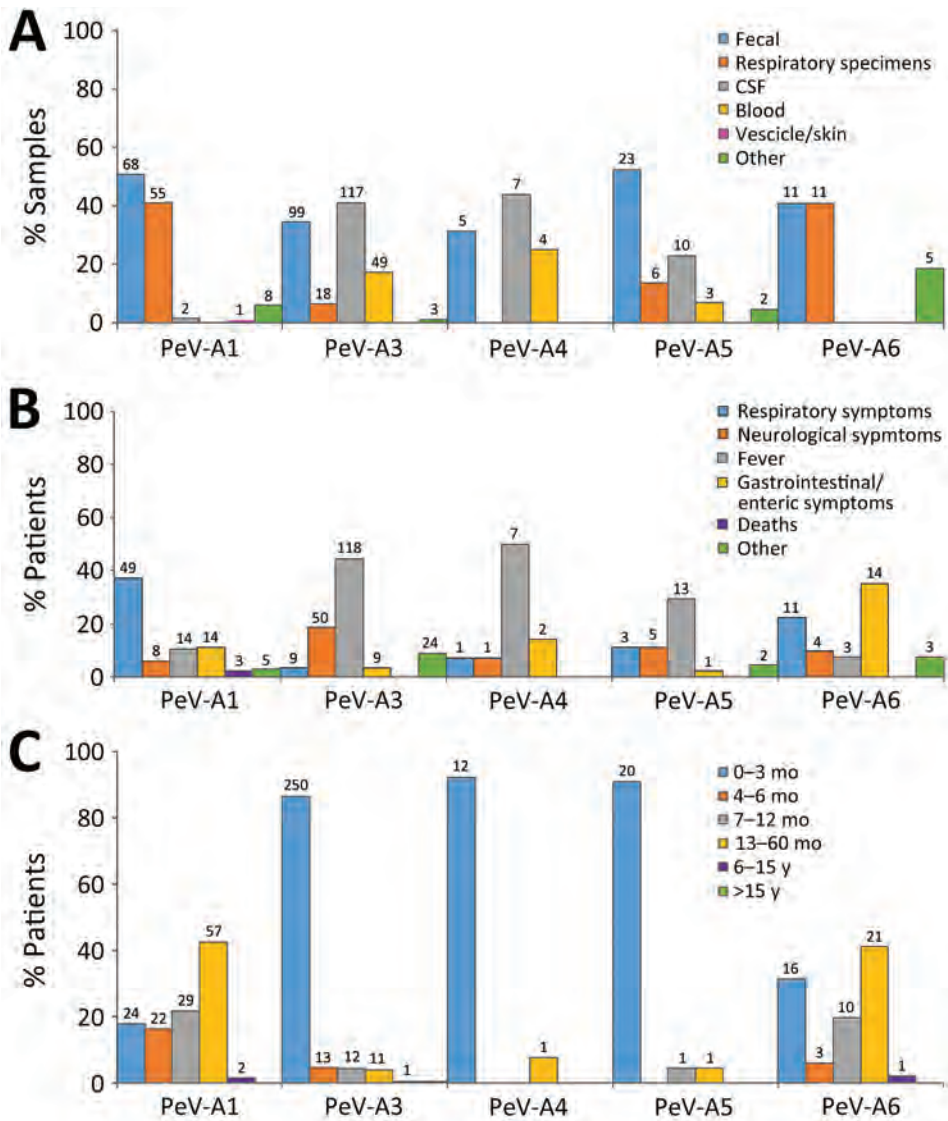 A
100
80
60
40
20
0
% Samples
Fecal
Respiratory specimens
CSF
Blood
Vescicle/skin
Other
68 55 2 1 8 99 18 117 49 3 5 7 4 23 6 10 3 2 11 11 5
PeV-A1 PeV-A3 PeV-A4 PeV-A5 PeV-A6
B
100
80
60
40
20
0
% Patients
Respiratory symptoms
Neurological sypmtoms
Fever
Gastrointestinal/
enteric symptoms
Deaths
Other
49 8 14 14 3 5 9 50 118 9 24 1 1 7 2 3 5 13 1 2 11 4 3 14 3
PeV-A1 PeV-A3 PeV-A4 PeV-A5 PeV-A6
C
100
80
60
40
20
0
% Patients
0–3 mo
4–6 mo
7–12 mo
13–60 mo
6–15 y
>15 y
24 22 29 57 2 250 13 12 11 1 12 1 20 1 1 16 3 10 21 1
PeV-A1 PeV-A3 PeV-A4 PeV-A5 PeV-A6